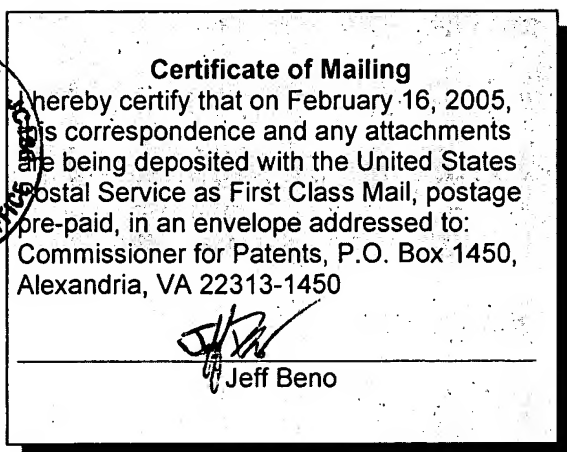 Certificate of Mailing
I hereby certify that on February 16, 2005,
this correspondence and any attachments
are being deposited with the United States
Postal Service as First Class Mail, postage
pre-paid, in an envelope addressed to:
Commissioner for Patents, P.O. Box 1450,
Alexandria, VA 22313-1450
Jeff Beno